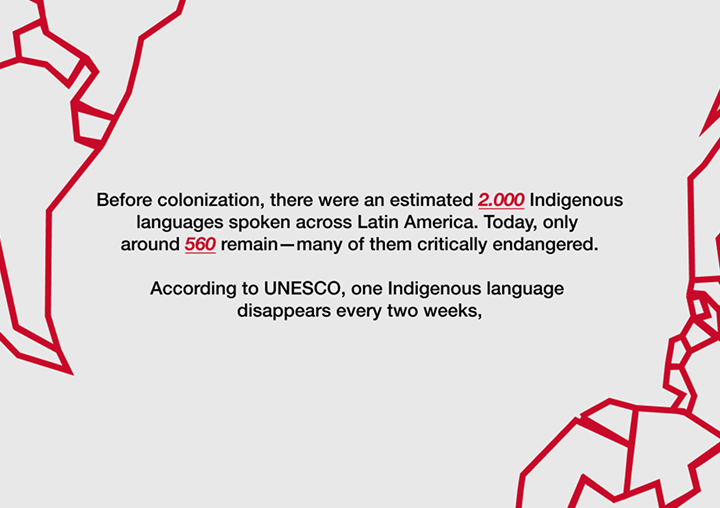 Before colonization, there were an estimated 2.000 Indigenous
languages spoken across Latin America. Today, only
around 560 remain—many of them critically endangered.
According to UNESCO, one Indigenous language
disappears every two weeks,